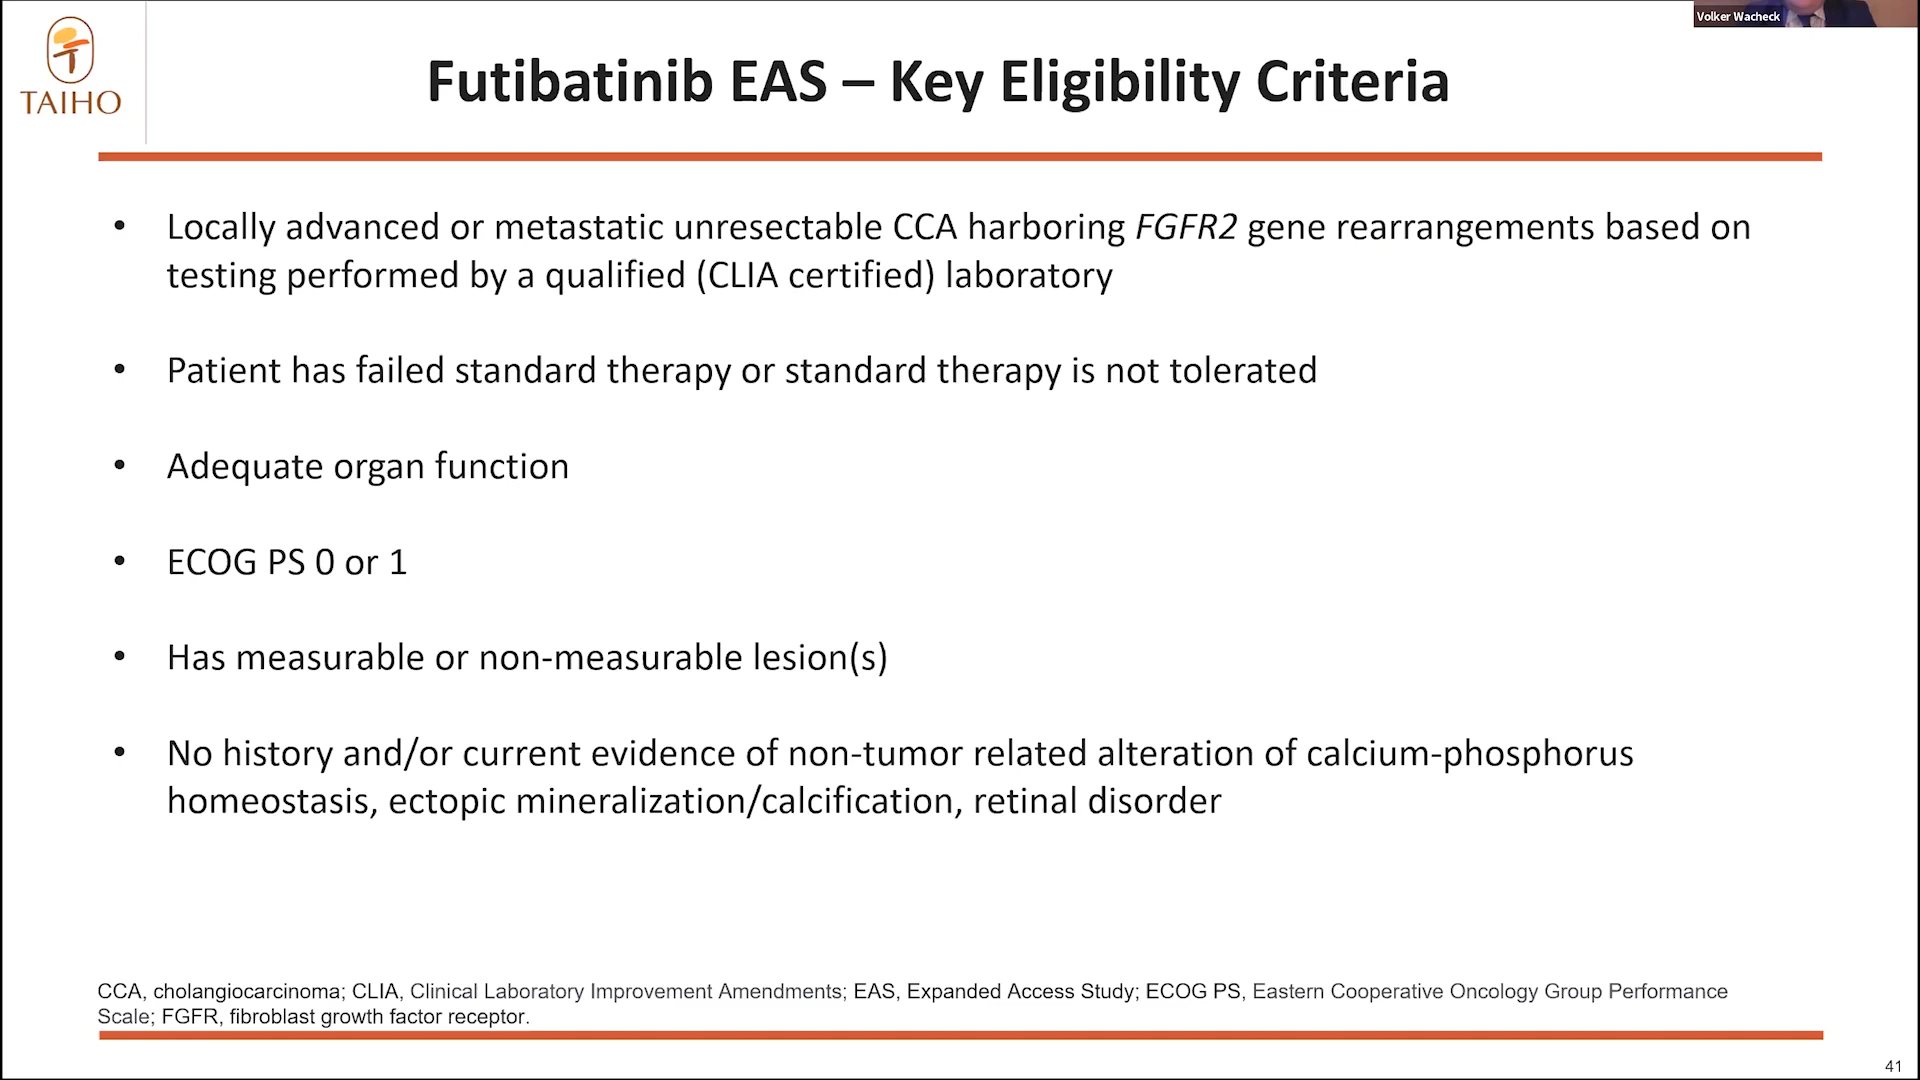 Volker Wacheck
TAIHO
Futibatinib EAS – Key Eligibility Criteria
• Locally advanced or metastatic unresectable CCA harboring FGFR2 gene rearrangements based on
testing performed by a qualified (CLIA certified) laboratory
• Patient has failed standard therapy or standard therapy is not tolerated
• Adequate organ function
• ECOG PS 0 or 1
• Has measurable or non-measurable lesion(s)
• No history and/or current evidence of non-tumor related alteration of calcium-phosphorus
homeostasis, ectopic mineralization/calcification, retinal disorder
CCA, cholangiocarcinoma; CLIA, Clinical Laboratory Improvement Amendments; EAS, Expanded Access Study; ECOG PS, Eastern Cooperative Oncology Group Performance
Scale; FGFR, fibroblast growth factor receptor.
41